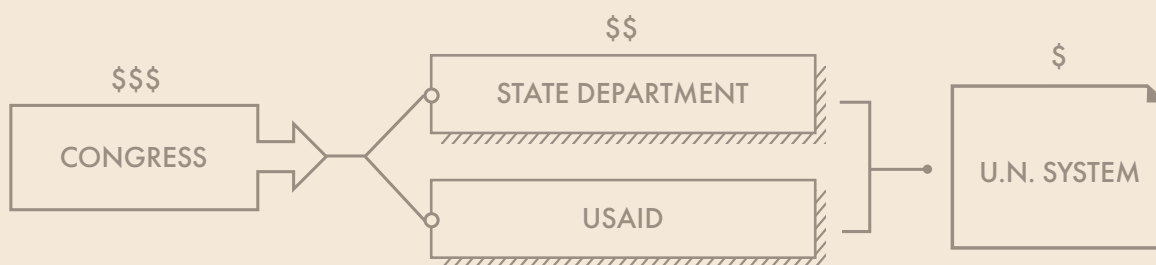 $$$
CONGRESS
$$
STATE DEPARTMENT
USAID
$
U.N. SYSTEM